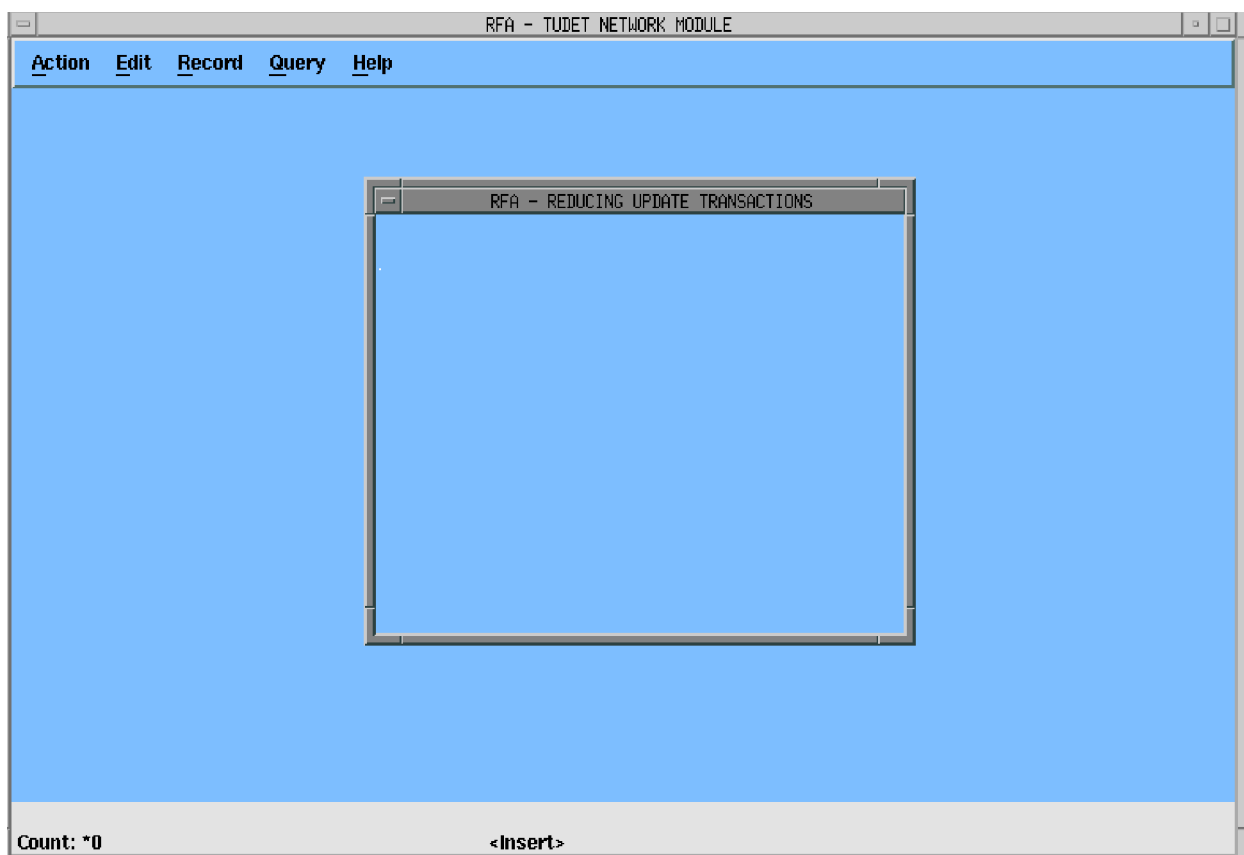 RFA - TUDET NETWORK MODULE
Action Edit Record Query Help
RFA - REDUCING UPDATE TRANSACTIONS
Count: *0 <Insert>